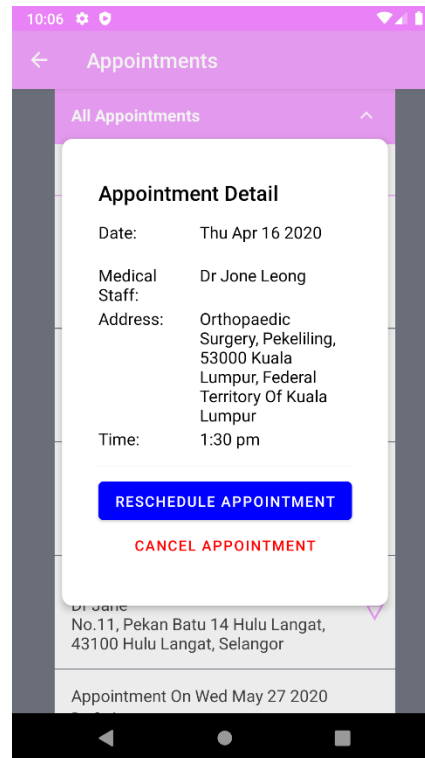 10:06
Appointments
All Appointments
Appointment Detail
Date: Thu Apr 16 2020
Medical Dr Jone Leong
Staff:
Address: Orthopaedic
Surgery, Pekeliling,
53000 Kuala
Lumpur, Federal
Territory Of Kuala
Lumpur
Time: 1:30 pm
RESCHEDULE APPOINTMENT
CANCEL APPOINTMENT
Dr Jane
No.11, Pekan Batu 14 Hulu Langat,
43100 Hulu Langat, Selangor
Appointment On Wed May 27 2020